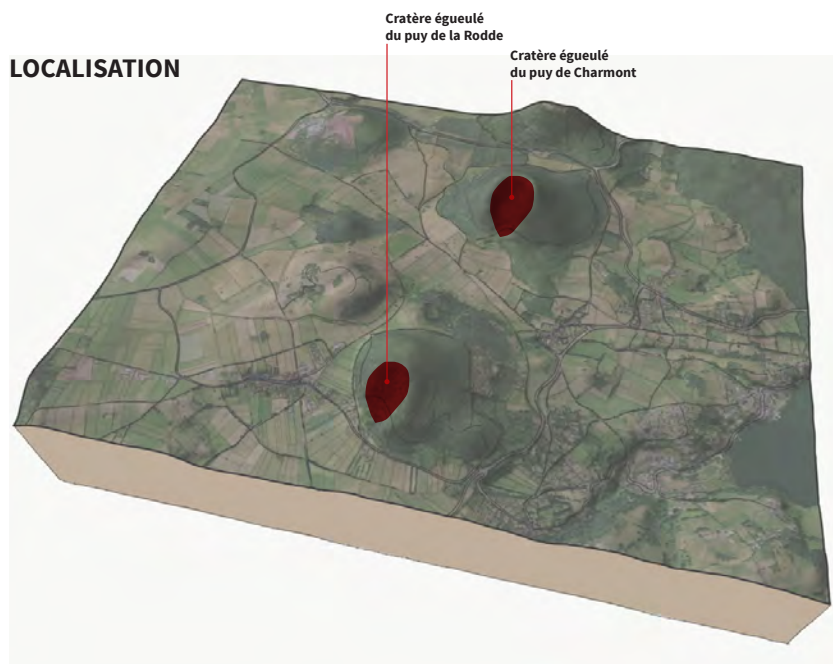 Cratère égueulé
du puy de la Rodde
Cratère égueulé
du puy de Charmont
LOCALISATION